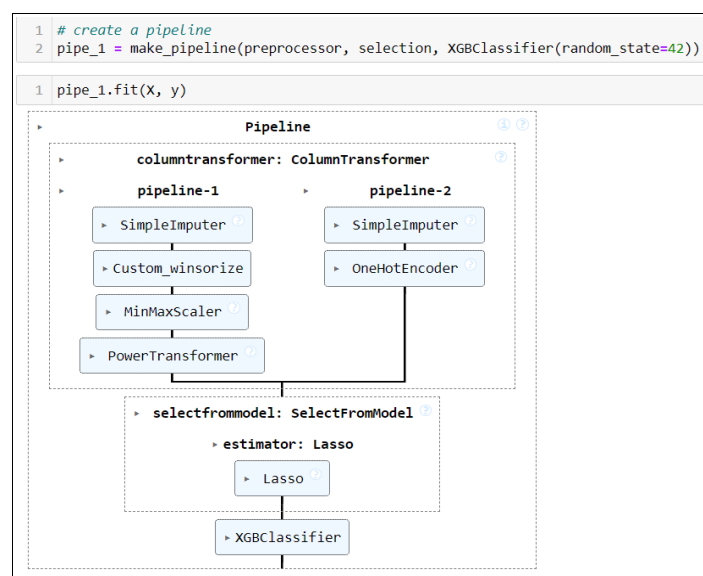 1 # create a pipeline
2 pipe_1 = make_pipeline(preprocessor, selection, XGBClassifier(random_state=42))
1 pipe_1.fit(X, y)
Pipeline
columntransformer: ColumnTransformer
pipeline-1 pipeline-2
SimpleImputer ? SimpleImputer ?
Custom_winsorize OneHotEncoder ?
MinMaxScaler ?
PowerTransformer ?
selectfrommodel: SelectFromModel ?
estimator: Lasso
Lasso ?
XGBClassifier